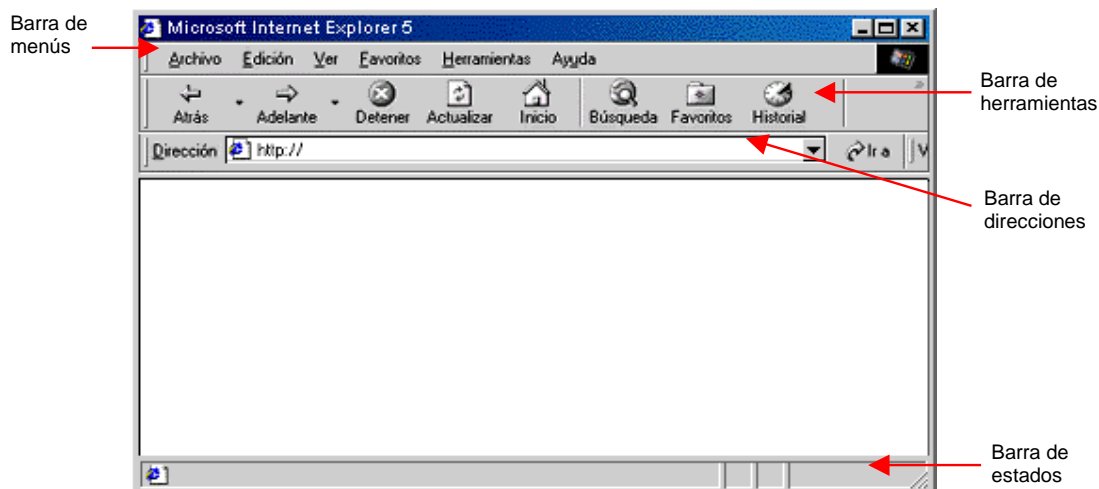 Barra de
menús
Microsoft Internet Explorer 5
Archivo Edición Ver Favoritos Herramientas Ayuda
Atrás Adelante Detener Actualizar Inicio Búsqueda Favoritos Historial
Barra de
herramientas
Dirección http:// Ir a V
Barra de
direcciones
Barra de
estados